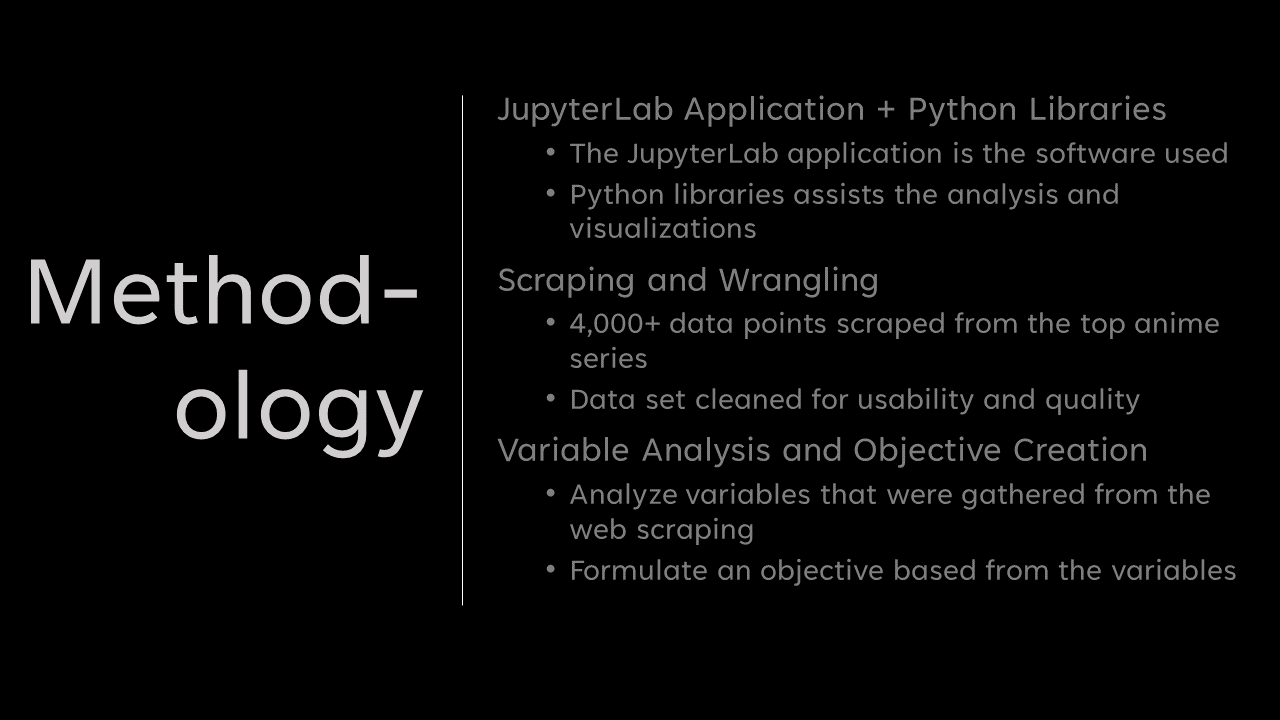 Method-
ology
JupyterLab Application + Python Libraries
• The JupyterLab application is the software used
• Python libraries assists the analysis and
visualizations
Scraping and Wrangling
• 4,000+ data points scraped from the top anime
series
• Data set cleaned for usability and quality
Variable Analysis and Objective Creation
• Analyze variables that were gathered from the
web scraping
• Formulate an objective based from the variables